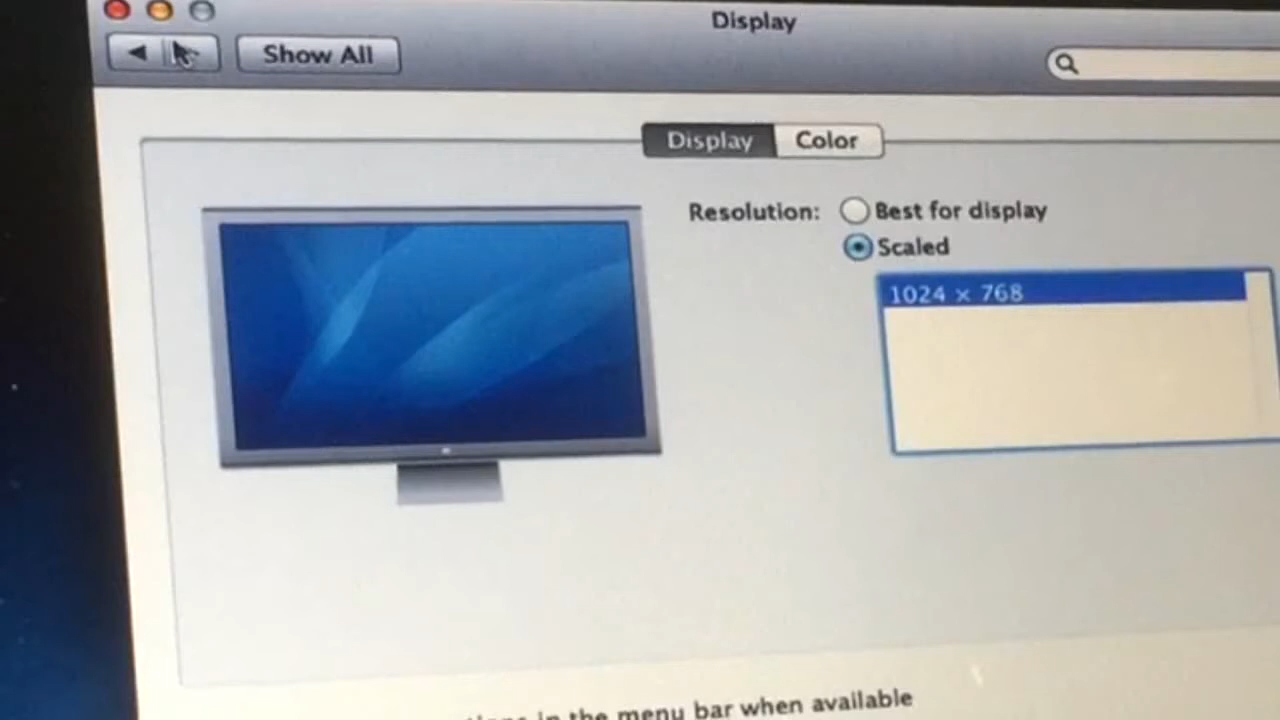 Display
Show All
Display Color
Resolution: Best for display
Scaled
1024 × 768
in the menu bar when available